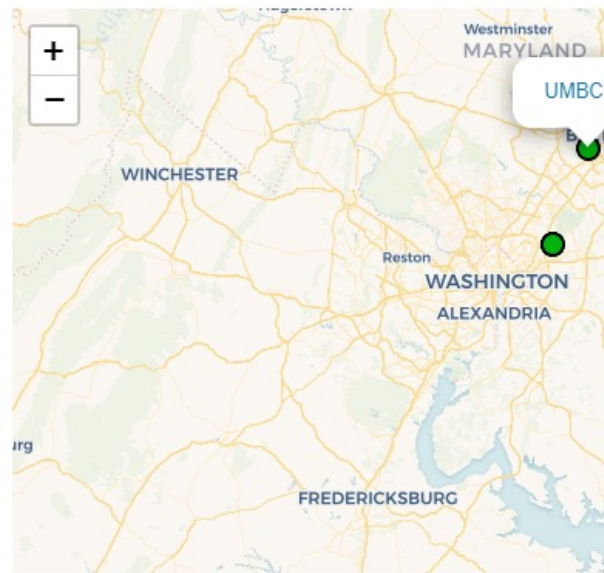 Westminster
MARYLAND
+
−
UMBC
WINCHESTER
Reston
WASHINGTON
ALEXANDRIA
FREDERICKSBURG